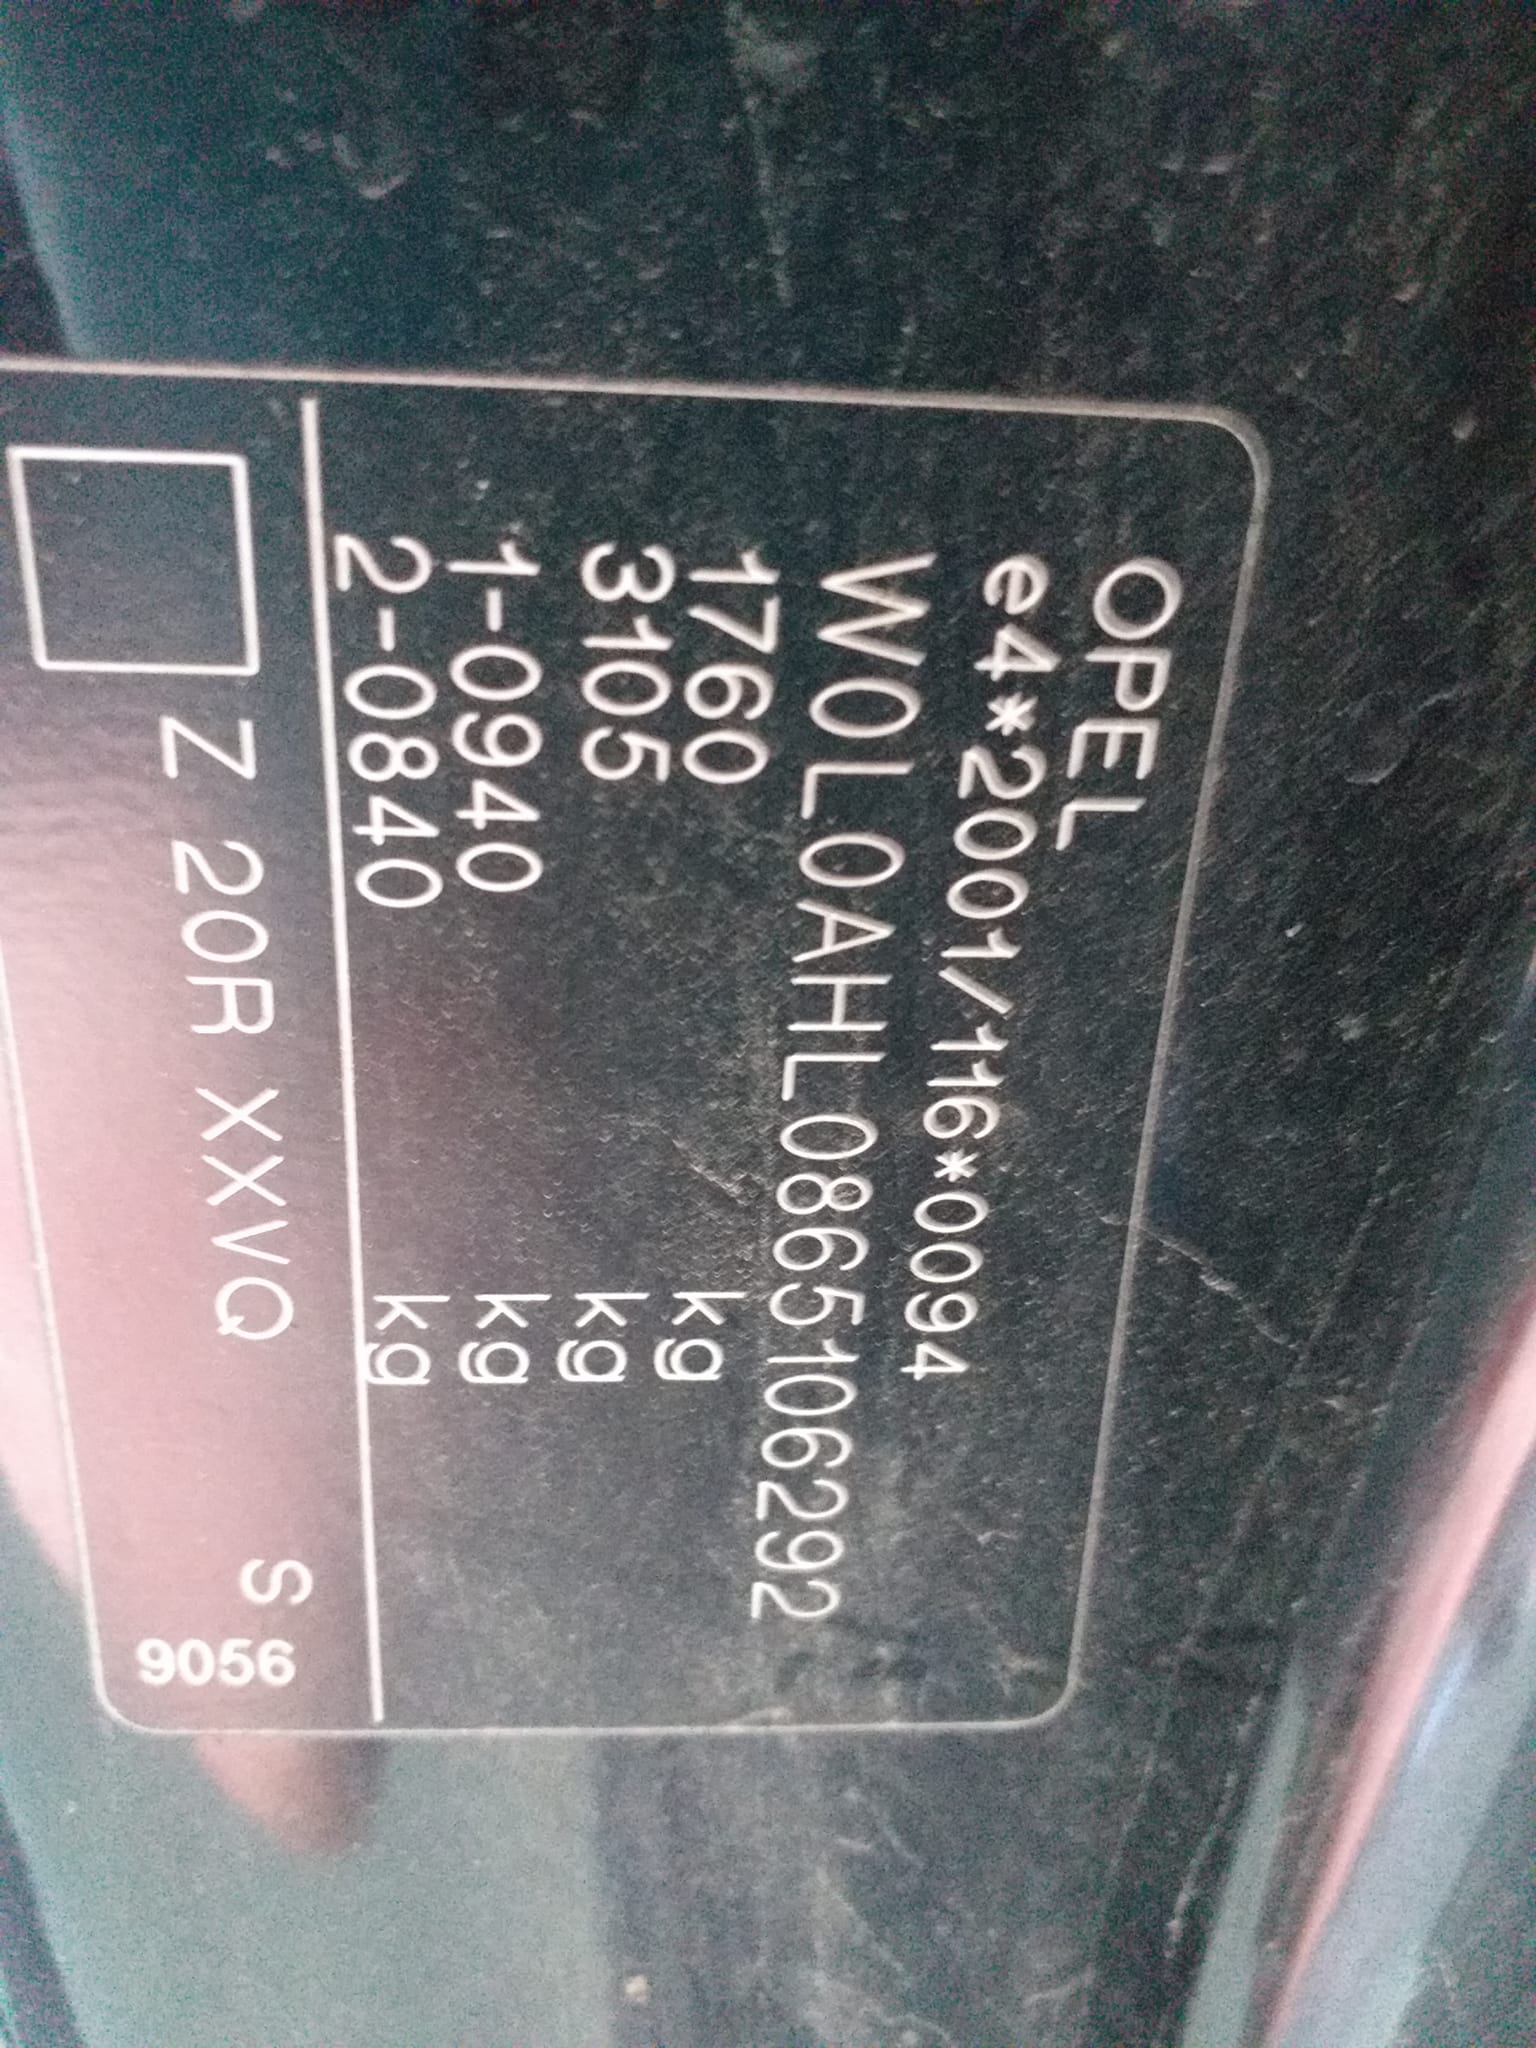 OPEL
e4*2001/116*0094
W0L0AHL0865106292
1760 kg
3105 kg
1-0940 kg
2-0840 kg
Z 20R XXVQ S
9056